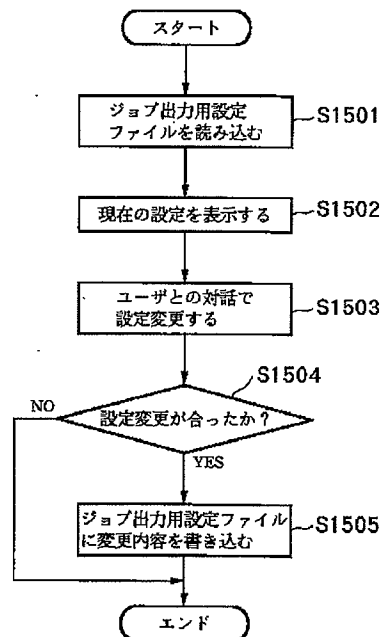 スタート
ジョブ出力用設定
ファイルを読み込む
S1501
現在の設定を表示する
S1502
ユーザとの対話で
設定変更する
S1503
S1504
設定変更が合ったか?
NO
YES
ジョブ出力用設定ファイル
に変更内容を書き込む
S1505
エンド